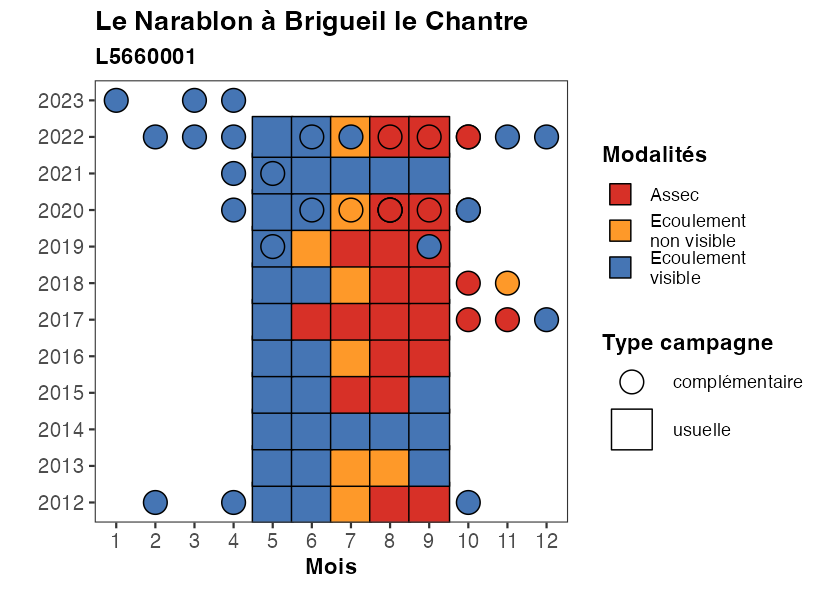 Le Narablon à Brigueil le Chantre
L5660001
2023
2022
2021
2020
2019
2018
2017
2016
2015
2014
2013
2012
1 2 3 4 5 6 7 8 9 10 11 12
Mois
Modalités
Assec
Ecoulement
non visible
Ecoulement
visible
Type campagne
complémentaire
usuelle